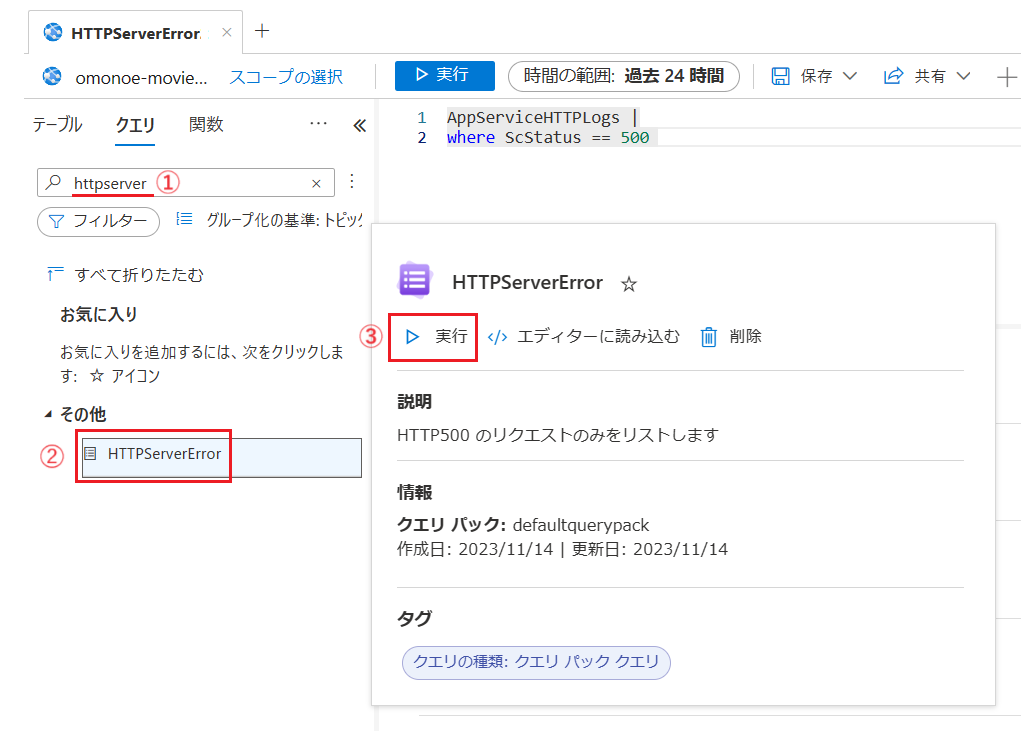 HTTPServerError.
omonoe-movie... スコープの選択
実行 時間の範囲: 過去 24 時間 保存 共有
テーブル クエリ 関数 ... «
1 AppServiceHTTPLogs |
2 where ScStatus == 500
httpserver ①
フィルター グループ化の基準: トピッ
すべて折りたたむ
お気に入り
お気に入りを追加するには、次をクリックしま
す: ☆ アイコン
その他
② HTTPServerError
HTTPServerError ☆
③ 実行 </> エディターに読み込む 削除
説明
HTTP500 のリクエストのみをリストします
情報
クエリ パック: defaultquerypack
作成日: 2023/11/14 | 更新日: 2023/11/14
タグ
クエリの種類: クエリ パック クエリ